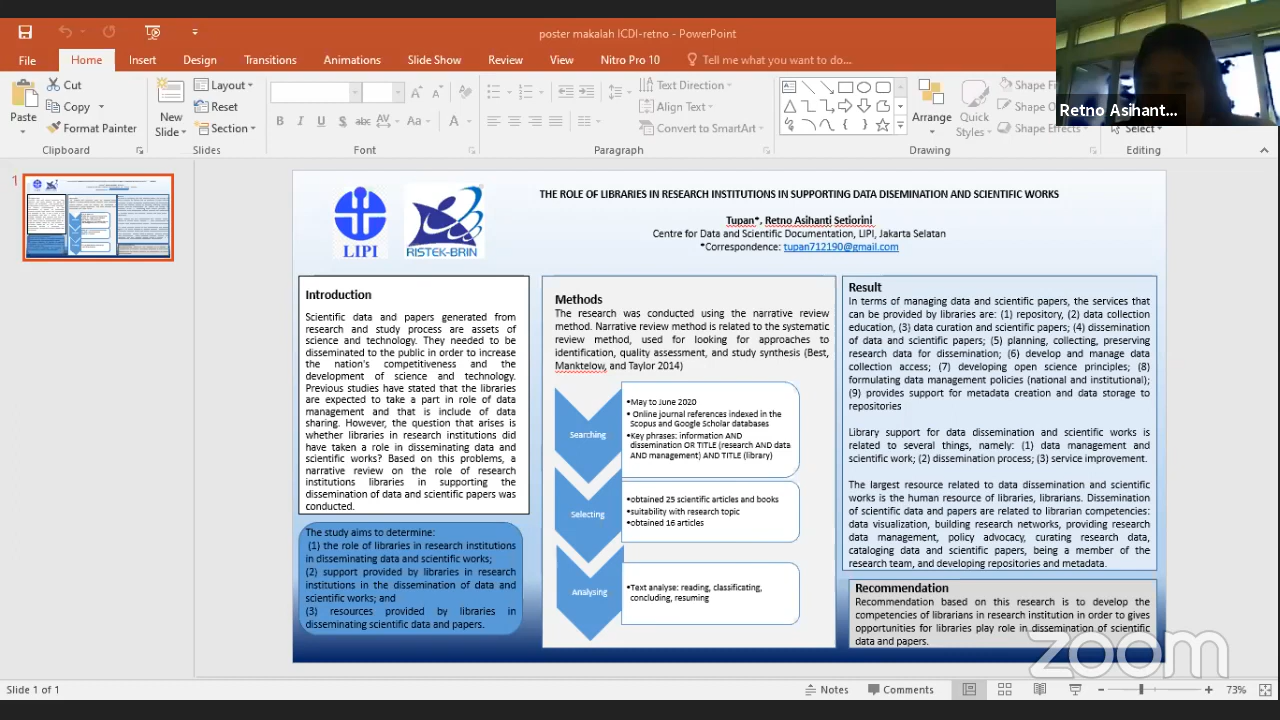 poster makalah ICDI-retno - PowerPoint
File Home Insert Design Transitions Animations Slide Show Review View Nitro Pro 10 Tell me what you want to do...
Paste
Cut
Copy
Format Painter
Clipboard
New
Slide
Layout
Reset
Section
Slides
B I U S abc AV Aa A
Font
Text Direction
Align Text
Convert to SmartArt
Paragraph
Arrange
Quick
Styles
Shape Fi
Shape O
Shape Effects
Drawing
Select
Editing
Retno Asihant...
1
LIPI
RISTEK-BRIN
THE ROLE OF LIBRARIES IN RESEARCH INSTITUTIONS IN SUPPORTING DATA DISEMINATION AND SCIENTIFIC WORKS
Tupan*, Retno Asihanti Setiorini
Centre for Data and Scientific Documentation, LIPI, Jakarta Selatan
*Correspondence: tupan712190@gmail.com
Introduction
Scientific data and papers generated from
research and study process are assets of
science and technology. They needed to be
disseminated to the public in order to increase
the nation's competitiveness and the
development of science and technology.
Previous studies have stated that the libraries
are expected to take a part in role of data
management and that is include of data
sharing. However, the question that arises is
whether libraries in research institutions did
have taken a role in disseminating data and
scientific works? Based on this problems, a
narrative review on the role of research
institutions libraries in supporting the
dissemination of data and scientific papers was
conducted.
The study aims to determine:
(1) the role of libraries in research institutions
in disseminating data and scientific works;
(2) support provided by libraries in research
institutions in the dissemination of data and
scientific works; and
(3) resources provided by libraries in
disseminating scientific data and papers.
Methods
The research was conducted using the narrative review
method. Narrative review method is related to the systematic
review method, used for looking for approaches to
identification, quality assessment, and study synthesis (Best,
Manktelow, and Taylor 2014)
Searching
•May to June 2020
•Online journal references indexed in the
Scopus and Google Scholar databases
•Key phrases: information AND
dissemination OR TITLE (research AND data
AND management) AND TITLE (library)
Selecting
•obtained 25 scientific articles and books
•suitability with research topic
•obtained 16 articles
Analysing
•Text analyse: reading, classificating,
concluding, resuming
Result
In terms of managing data and scientific papers, the services that
can be provided by libraries are: (1) repository, (2) data collection
education, (3) data curation and scientific papers; (4) dissemination
of data and scientific papers; (5) planning, collecting, preserving
research data for dissemination; (6) develop and manage data
collection access; (7) developing open science principles; (8)
formulating data management policies (national and institutional);
(9) provides support for metadata creation and data storage to
repositories
Library support for data dissemination and scientific works is
related to several things, namely: (1) data management and
scientific work; (2) dissemination process; (3) service improvement.
The largest resource related to data dissemination and scientific
works is the human resource of libraries, librarians. Dissemination
of scientific data and papers are related to librarian competencies:
data visualization, building research networks, providing research
data management, policy advocacy, curating research data,
cataloging data and scientific papers, being a member of the
research team, and developing repositories and metadata.
Recommendation
Recommendation based on this research is to develop the
competencies of librarians in research institution in order to gives
opportunities for libraries play role in dissemination of scientific
data and papers.
zoom
Slide 1 of 1
Notes
Comments
73%